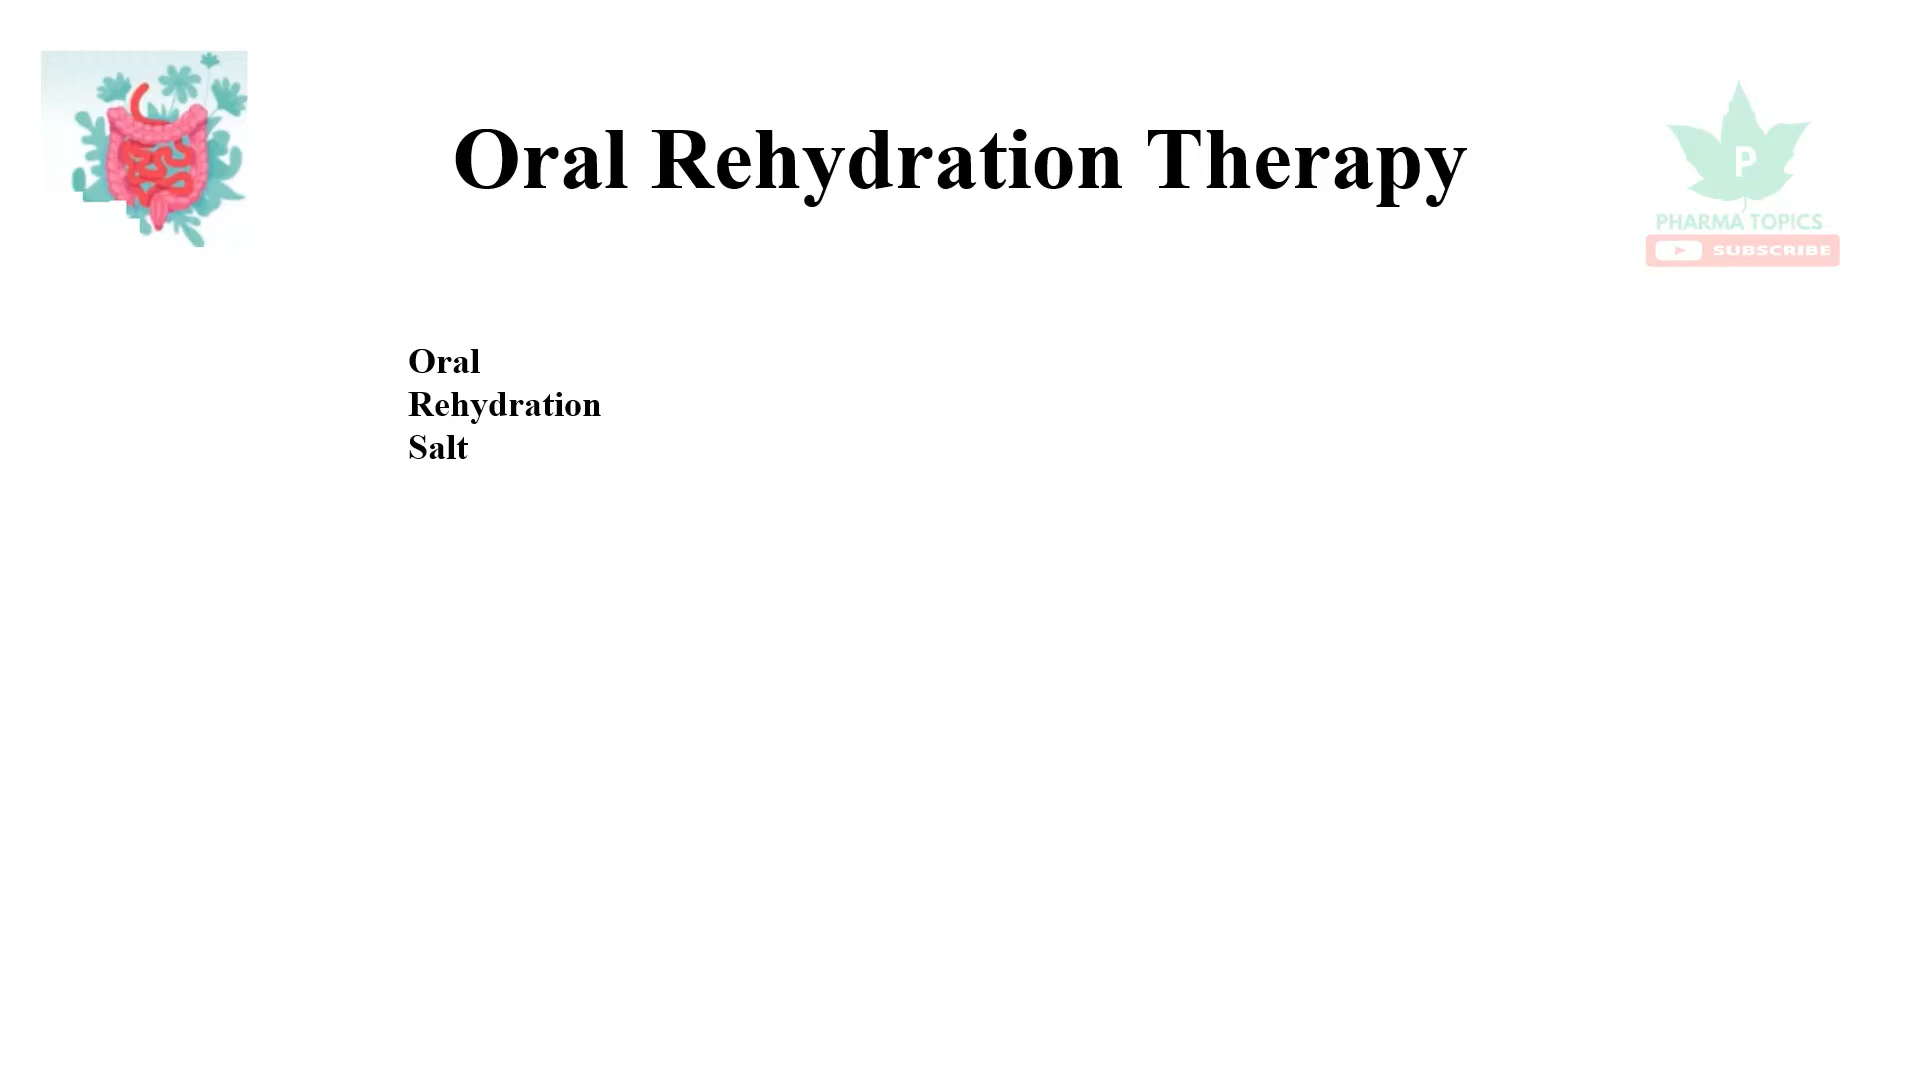 Oral Rehydration Therapy
P
PHARMA TOPICS
SUBSCRIBE
Oral
Rehydration
Salt